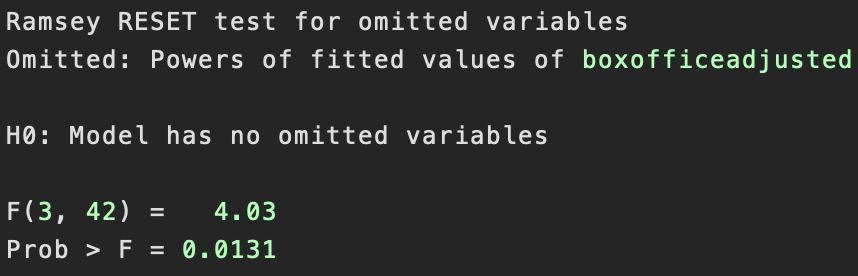 Ramsey RESET test for omitted variables
Omitted: Powers of fitted values of boxofficeadjusted
H0: Model has no omitted variables
F(3, 42) =   4.03
Prob > F = 0.0131